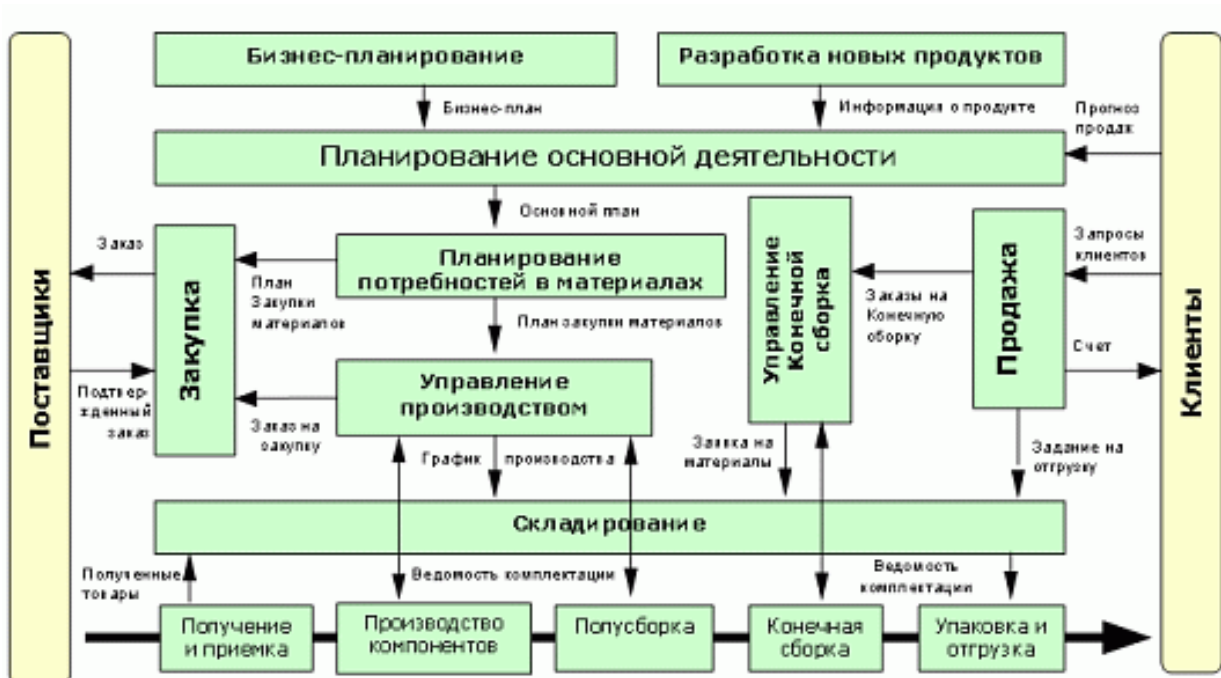 Бизнес-планирование
Разработка новых продуктов
Бизнес-план
Информация о продукте
Прогноз
продаж
Планирование основной деятельности
Основной план
Поставщики
Заказ
Закупка
План
Закупки
материалов
Планирование
потребностей в материалах
План закупки материалов
Управление
Конечной
сборка
Заказы на
Конечную
сборку
Продажа
Запросы
клиентов
Счет
Клиенты
Подтвер-
жденный
заказ
Управление
производством
Заказ на
закупку
График производства
Заявка на
материалы
Задание на
отгрузку
Складирование
Полученные
товары
Ведомость комплектации
Ведомость
комплектации
Получение
и приемка
Производство
компонентов
Полусборка
Конечная
сборка
Упаковка и
отгрузка